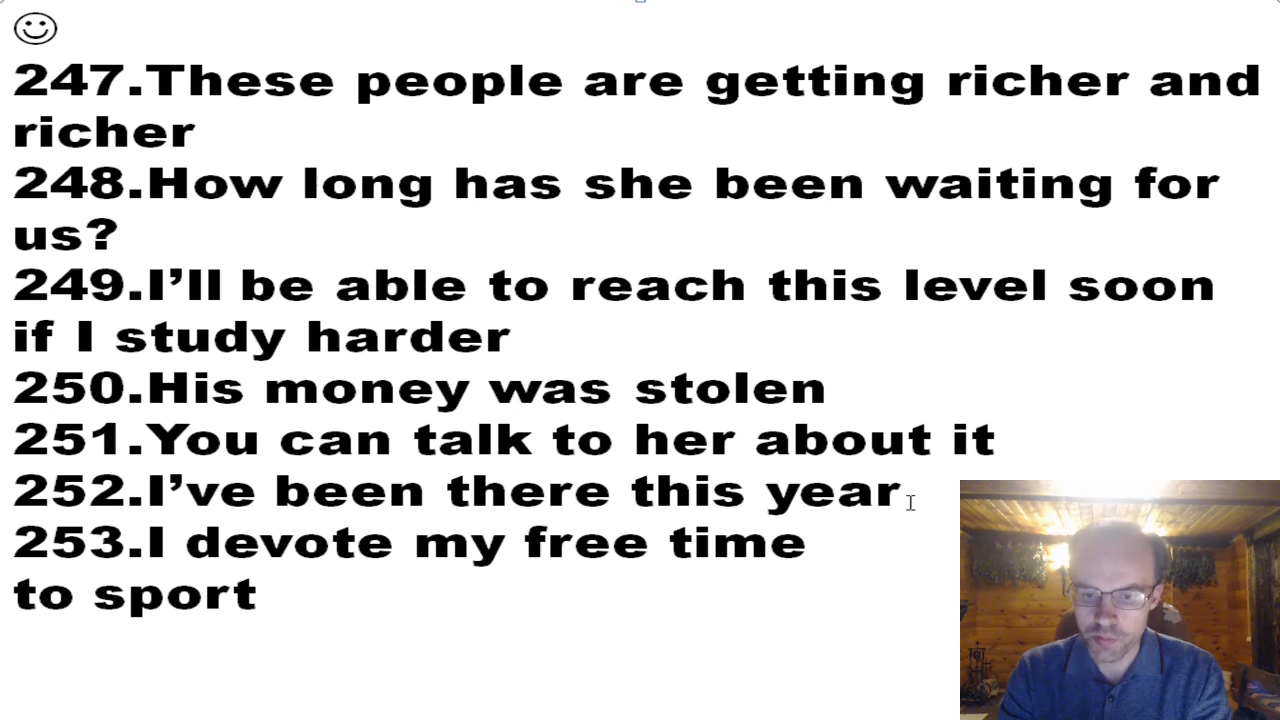 247.These people are getting richer and
richer
248.How long has she been waiting for
us?
249.I’ll be able to reach this level soon
if I study harder
250.His money was stolen
251.You can talk to her about it
252.I’ve been there this year
253.I devote my free time
to sport